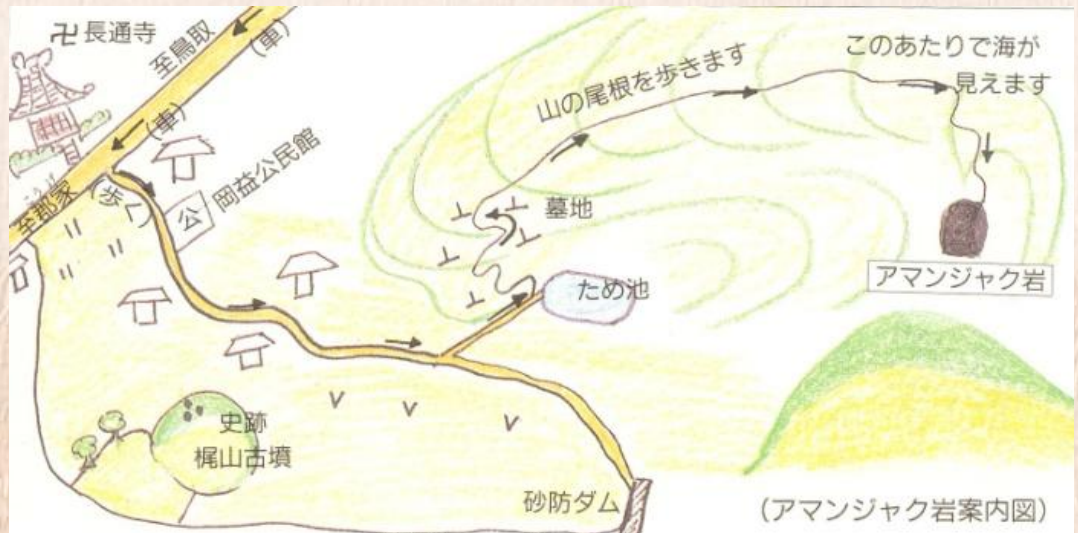 卍 長通寺
至鳥取
(車)
(車)
至郡家
(歩く)
公
岡益公民館
山の尾根を歩きます
このあたりで海が
見えます
墓地
ため池
アマンジャク岩
史跡
梶山古墳
砂防ダム
(アマンジャク岩案内図)